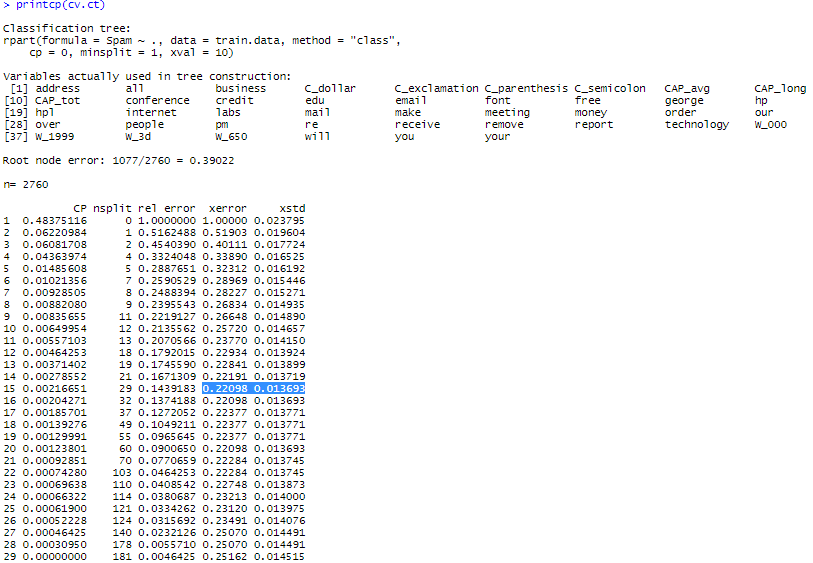 > printcp(cv.ct)
Classification tree:
rpart(formula = Spam ~ ., data = train.data, method = "class",
    cp = 0, minsplit = 1, xval = 10)
Variables actually used in tree construction:
 [1] address       all           business      C_dollar      C_exclamation C_parenthesis C_semicolon   CAP_avg       CAP_long
[10] CAP_tot       conference    credit        edu           email         font          free          george        hp
[19] hpl           internet      labs          mail          make          meeting       money         order         our
[28] over          people        pm            re            receive       remove        report        technology    W_000
[37] W_1999        W_3d          W_650         will          you           your
Root node error: 1077/2760 = 0.39022
n= 2760
           CP nsplit rel error  xerror     xstd
1  0.48375116      0 1.0000000 1.00000 0.023795
2  0.06220984      1 0.5162488 0.51903 0.019604
3  0.06081708      2 0.4540390 0.40111 0.017724
4  0.04363974      4 0.3324048 0.33890 0.016525
5  0.01485608      5 0.2887651 0.32312 0.016192
6  0.01021356      7 0.2590529 0.28969 0.015446
7  0.00928505      8 0.2488394 0.28227 0.015271
8  0.00882080      9 0.2395543 0.26834 0.014935
9  0.00835655     11 0.2219127 0.26648 0.014890
10 0.00649954     12 0.2135562 0.25720 0.014657
11 0.00557103     13 0.2070566 0.23770 0.014150
12 0.00464253     18 0.1792015 0.22934 0.013924
13 0.00371402     19 0.1745590 0.22841 0.013899
14 0.00278552     21 0.1671309 0.22191 0.013719
15 0.00216651     29 0.1439183 0.22098 0.013693
16 0.00204271     32 0.1374188 0.22098 0.013693
17 0.00185701     37 0.1272052 0.22377 0.013771
18 0.00139276     49 0.1049211 0.22377 0.013771
19 0.00129991     55 0.0965645 0.22377 0.013771
20 0.00123801     60 0.0900650 0.22098 0.013693
21 0.00092851     70 0.0770659 0.22284 0.013745
22 0.00074280    103 0.0464253 0.22284 0.013745
23 0.00069638    110 0.0408542 0.22748 0.013873
24 0.00066322    114 0.0380687 0.23213 0.014000
25 0.00061900    121 0.0334262 0.23120 0.013975
26 0.00052228    124 0.0315692 0.23491 0.014076
27 0.00046425    140 0.0232126 0.25070 0.014491
28 0.00030950    178 0.0055710 0.25070 0.014491
29 0.00000000    181 0.0046425 0.25162 0.014515